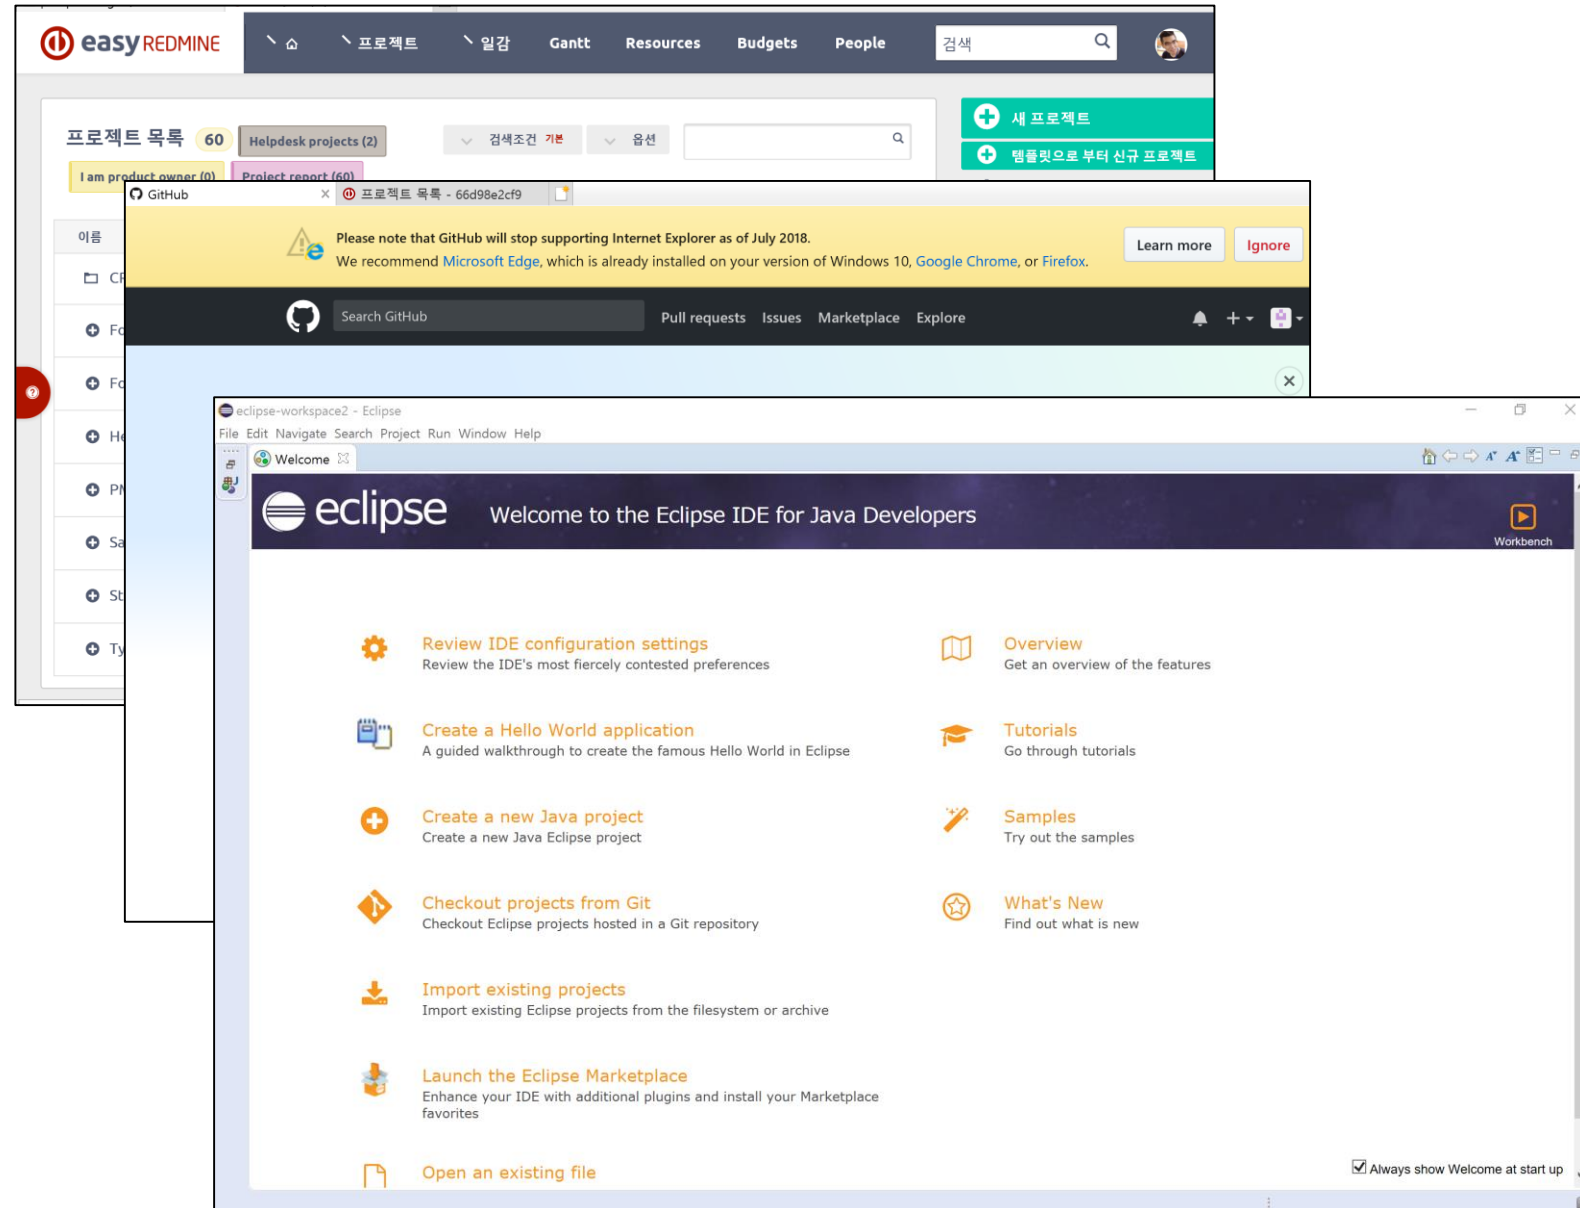 easy REDMINE
프로젝트
일감
Gantt
Resources
Budgets
People
검색
프로젝트 목록 60
Helpdesk projects (2)
검색조건 기본
옵션
새 프로젝트
템플릿으로 부터 신규 프로젝트
I am product owner (0)
Project report (60)
이름
GitHub
프로젝트 목록 - 66d98e2cf9
Please note that GitHub will stop supporting Internet Explorer as of July 2018.
We recommend Microsoft Edge, which is already installed on your version of Windows 10, Google Chrome, or Firefox.
Learn more
Ignore
Search GitHub
Pull requests Issues Marketplace Explore
eclipse-workspace2 - Eclipse
File Edit Navigate Search Project Run Window Help
Welcome
eclipse
Welcome to the Eclipse IDE for Java Developers
Workbench
Review IDE configuration settings
Review the IDE's most fiercely contested preferences
Overview
Get an overview of the features
Create a Hello World application
A guided walkthrough to create the famous Hello World in Eclipse
Tutorials
Go through tutorials
Create a new Java project
Create a new Java Eclipse project
Samples
Try out the samples
Checkout projects from Git
Checkout Eclipse projects hosted in a Git repository
What's New
Find out what is new
Import existing projects
Import existing Eclipse projects from the filesystem or archive
Launch the Eclipse Marketplace
Enhance your IDE with additional plugins and install your Marketplace
favorites
Open an existing file
Always show Welcome at start up